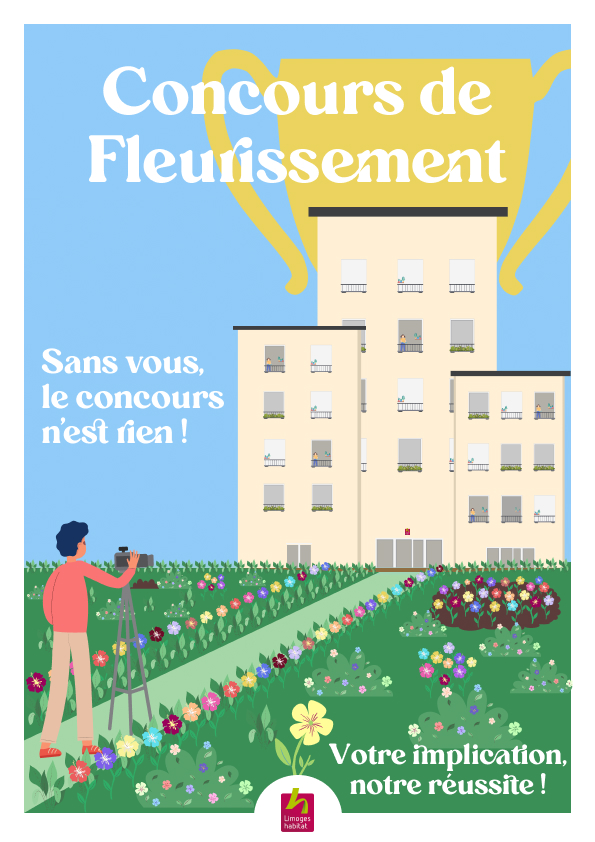 Concours de
Fleurissement
Sans vous,
le concours
n'est rien !
Votre implication,
notre réussite !
Limoges
habitat